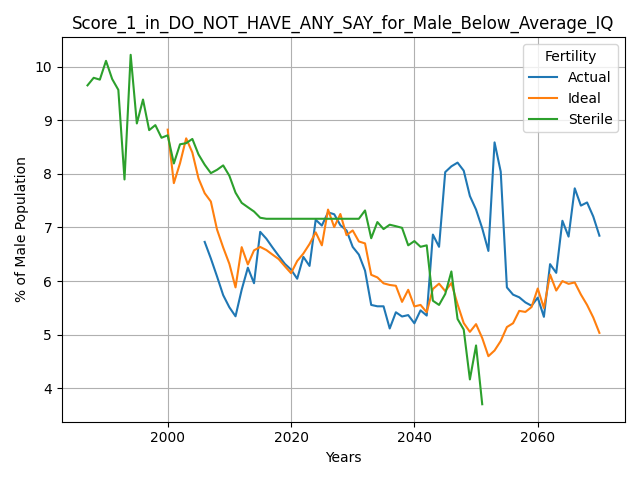 Score_1_in_DO_NOT_HAVE_ANY_SAY_for_Male_Below_Average_IQ
Fertility
Actual
Ideal
Sterile
% of Male Population
10
9
8
7
6
5
4
2000 2020 2040 2060
Years